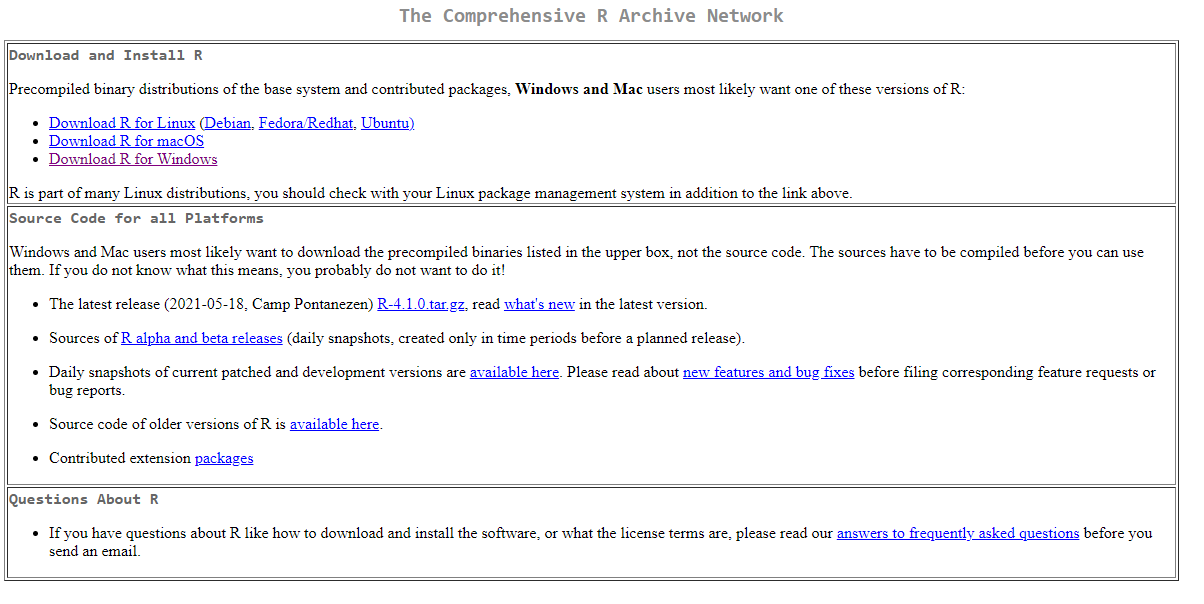 The Comprehensive R Archive Network
Download and Install R
Precompiled binary distributions of the base system and contributed packages, Windows and Mac users most likely want one of these versions of R:
• Download R for Linux (Debian, Fedora/Redhat, Ubuntu)
• Download R for macOS
• Download R for Windows
R is part of many Linux distributions, you should check with your Linux package management system in addition to the link above.
Source Code for all Platforms
Windows and Mac users most likely want to download the precompiled binaries listed in the upper box, not the source code. The sources have to be compiled before you can use
them. If you do not know what this means, you probably do not want to do it!
• The latest release (2021-05-18, Camp Pontanezen) R-4.1.0.tar.gz, read what's new in the latest version.
• Sources of R alpha and beta releases (daily snapshots, created only in time periods before a planned release).
• Daily snapshots of current patched and development versions are available here. Please read about new features and bug fixes before filing corresponding feature requests or
bug reports.
• Source code of older versions of R is available here.
• Contributed extension packages
Questions About R
• If you have questions about R like how to download and install the software, or what the license terms are, please read our answers to frequently asked questions before you
send an email.